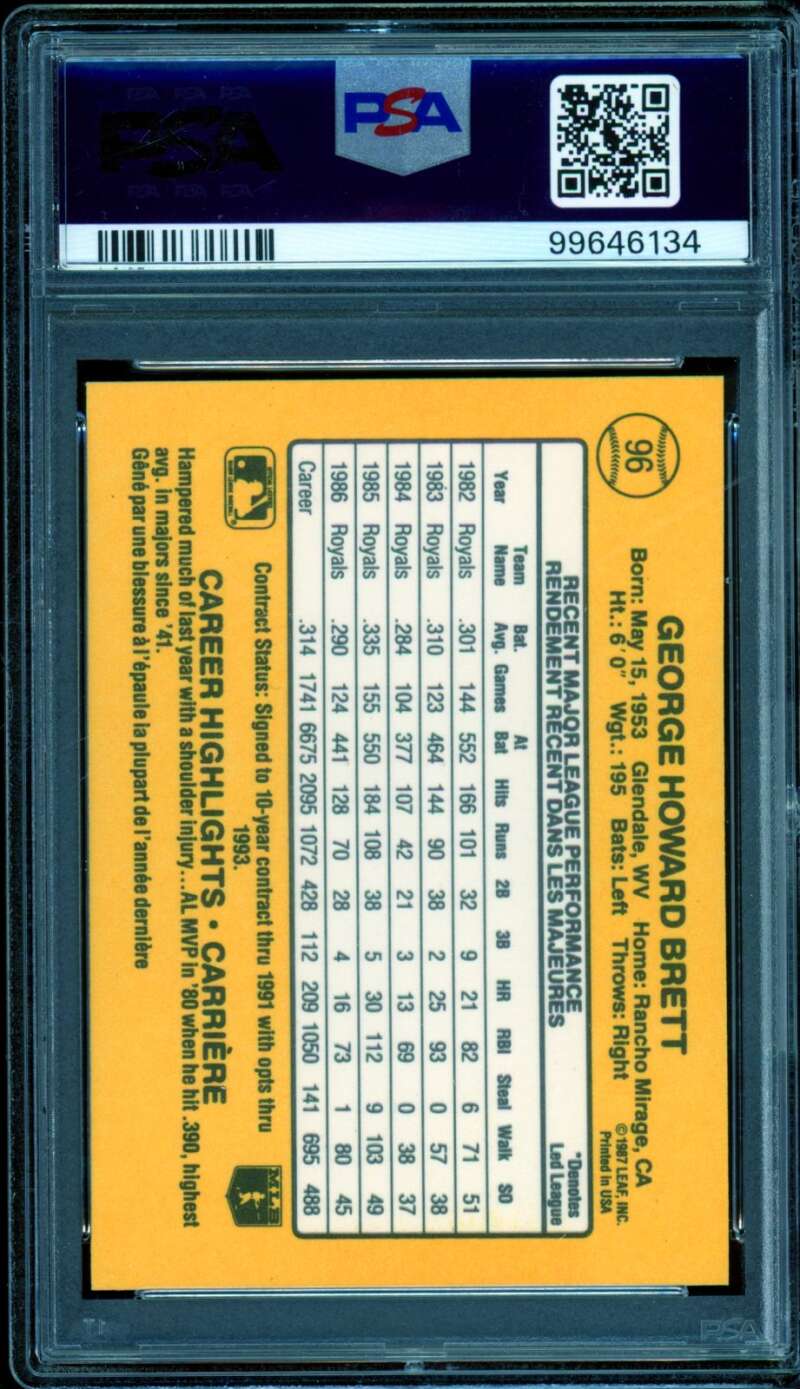 PSA PSA PSA
PSA
PSA PSA PSA
PSA
99646134
96
GEORGE HOWARD BRETT
Born: May 15, 1953 Glendale, WV Home: Rancho Mirage, CA
Ht.: 6' 0" Wgt.: 195 Bats: Left Throws: Right
©1987 LEAF, INC.
Printed in USA
RECENT MAJOR LEAGUE PERFORMANCE
RENDEMENT RÉCENT DANS LES MAJEURES
*Denotes
Led League
Year Team Name Bat. Avg. Games At Bat Hits Runs 2B 3B HR RBI Steal Walk SO
1982 Royals .301 144 552 166 101 32 9 21 82 6 71 51
1983 Royals .310 123 464 144 90 38 2 25 93 0 57 38
1984 Royals .284 104 377 107 42 21 3 13 69 0 38 37
1985 Royals .335 155 550 184 108 38 5 30 112 9 103 49
1986 Royals .290 124 441 128 70 28 4 16 73 1 80 45
Career .314 1741 6675 2095 1072 428 112 209 1050 141 695 488
Contract Status: Signed to 10-year contract thru 1991 with opts thru
1993.
MLB
CAREER HIGHLIGHTS • CARRIÈRE
Hampered much of last year with a shoulder injury...AL MVP in '80 when he hit .390, highest
avg. in majors since '41.
Gêné par une blessure à l'épaule la plupart de l'année dernière
PSA